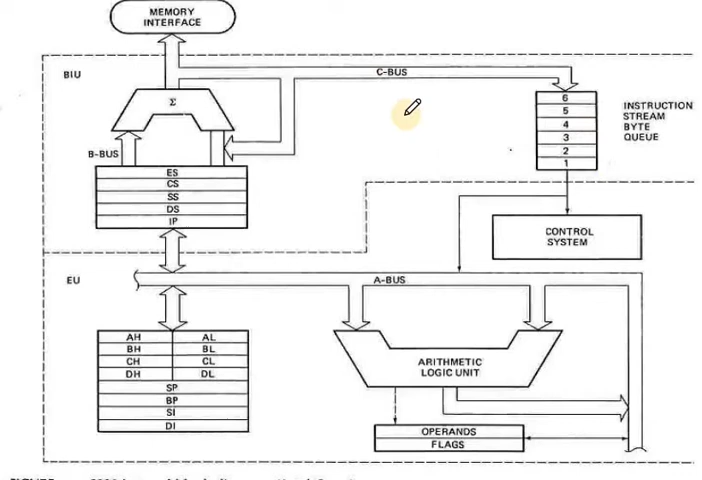 MEMORY
INTERFACE
BIU
C-BUS
Σ
B-BUS
6
5
4
3
2
1
INSTRUCTION
STREAM
BYTE
QUEUE
ES
CS
SS
DS
IP
CONTROL
SYSTEM
EU
A-BUS
AH AL
BH BL
CH CL
DH DL
SP
BP
SI
DI
ARITHMETIC
LOGIC UNIT
OPERANDS
FLAGS